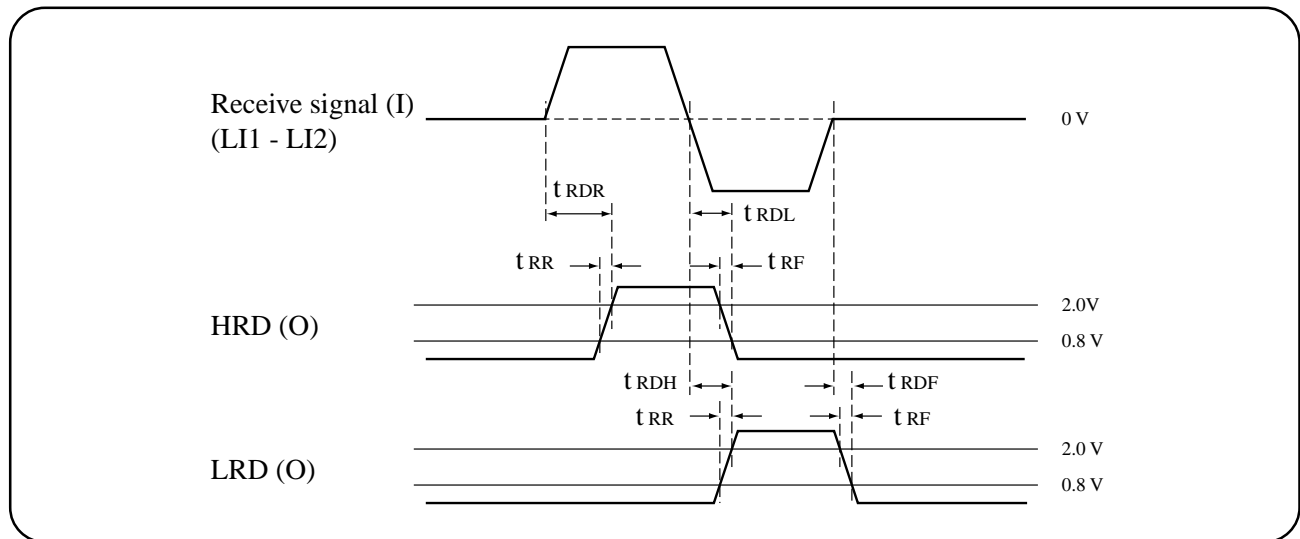 Receive signal (I)
(LI1 - LI2)
0 V
t RDR
t RDL
t RR
t RF
2.0V
HRD (O)
0.8 V
t RDH
t RDF
t RR
t RF
2.0 V
LRD (O)
0.8 V